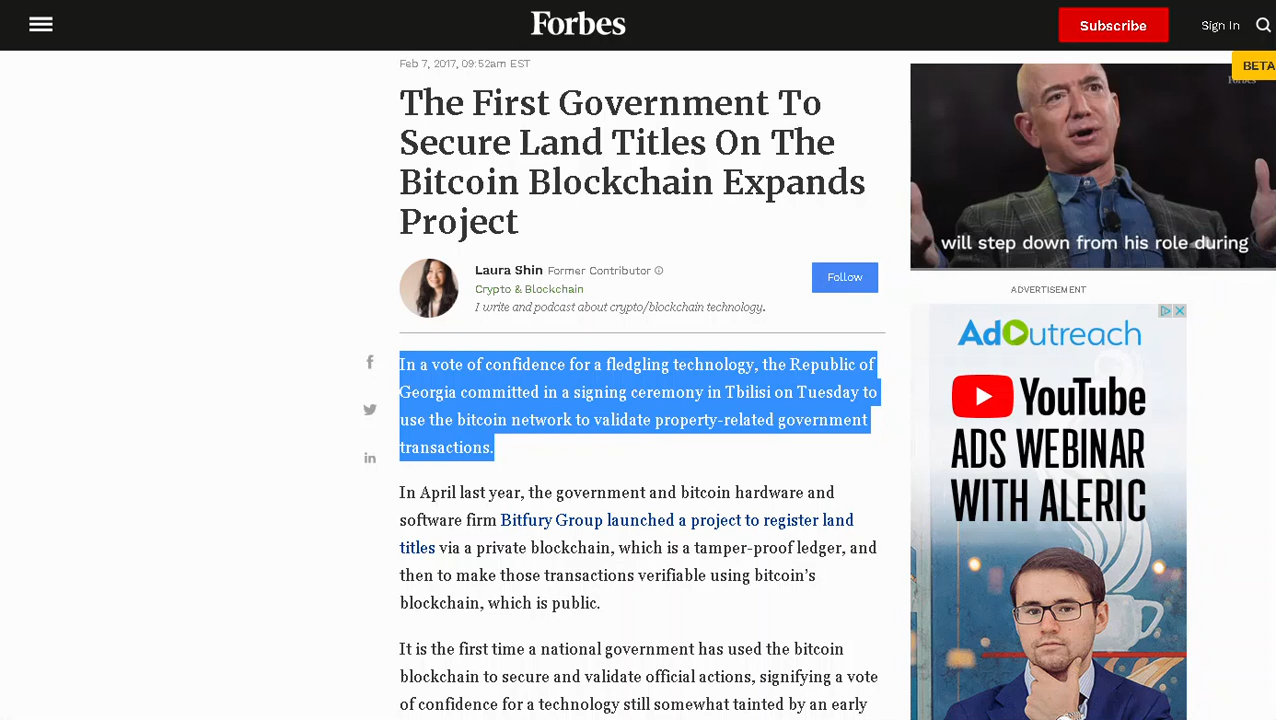 Forbes
Subscribe
Sign In
BETA
Feb 7, 2017, 09:52am EST
The First Government To
Secure Land Titles On The
Bitcoin Blockchain Expands
Project
Laura Shin Former Contributor
Crypto & Blockchain
I write and podcast about crypto/blockchain technology.
Follow
In a vote of confidence for a fledgling technology, the Republic of
Georgia committed in a signing ceremony in Tbilisi on Tuesday to
use the bitcoin network to validate property-related government
transactions.
In April last year, the government and bitcoin hardware and
software firm Bitfury Group launched a project to register land
titles via a private blockchain, which is a tamper-proof ledger, and
then to make those transactions verifiable using bitcoin's
blockchain, which is public.
It is the first time a national government has used the bitcoin
blockchain to secure and validate official actions, signifying a vote
of confidence for a technology still somewhat tainted by an early
Forbes
will step down from his role during
ADVERTISEMENT
AdOutreach
YouTube
ADS WEBINAR
WITH ALERIC